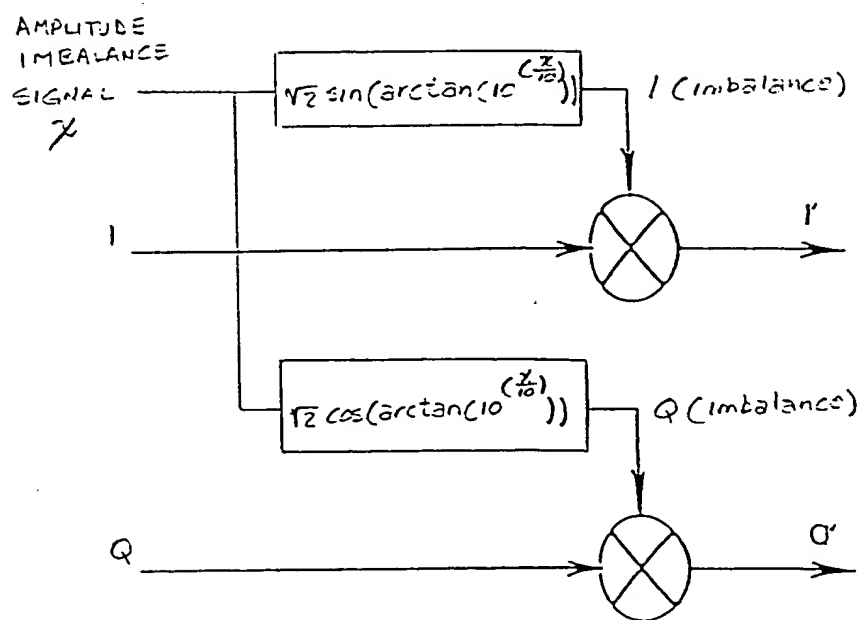 AMPLITUDE
IMBALANCE
SIGNAL
χ
√2 sin(arctan(10^(χ/10)))
I (imbalance)
I
I'
√2 cos(arctan(10^(χ/10)))
Q (imbalance)
Q
Q'